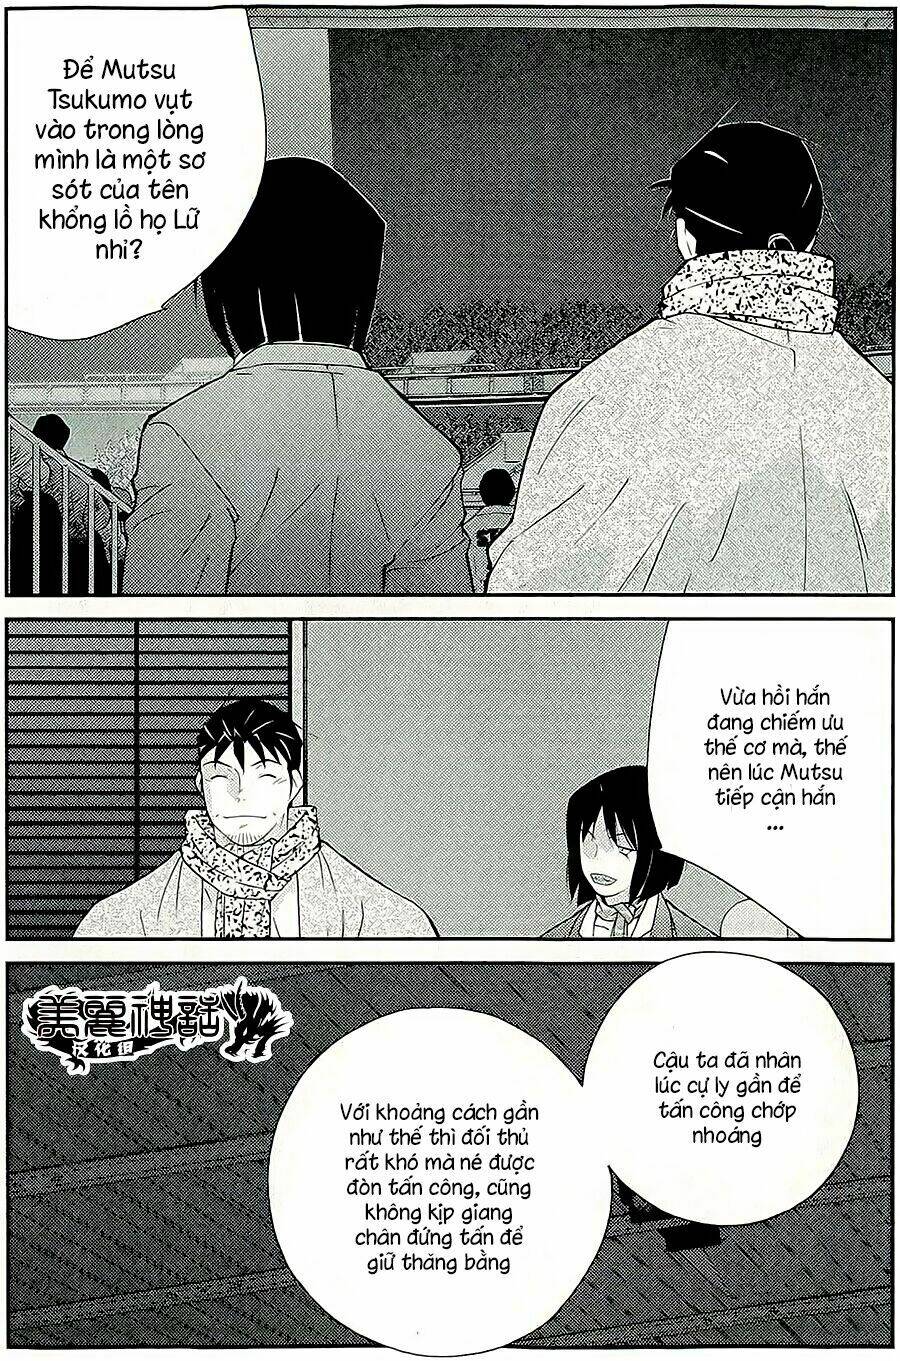 Để Mutsu
Tsukumo vụt
vào trong lòng
mình là một sơ
sót của tên
khổng lồ họ Lữ
nhỉ?
Vừa hồi hắn
đang chiếm ưu
thế cơ mà, thế
nên lúc Mutsu
tiếp cận hắn
...
Cậu ta đã nhân
lúc cự ly gần để
tấn công chớp
nhoáng
Với khoảng cách gần
như thế thì đối thủ
rất khó mà né được
đòn tấn công, cũng
không kịp giang
chân đứng tấn để
giữ thăng bằng
美麗神話
汉化组